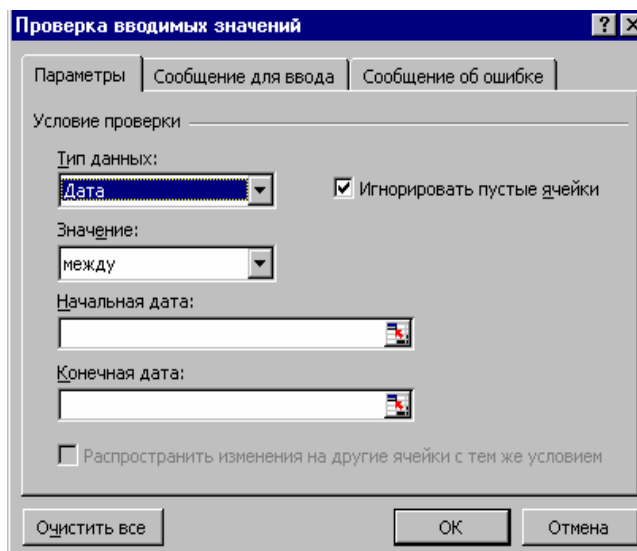 Проверка вводимых значений
Параметры Сообщение для ввода Сообщение об ошибке
Условие проверки
Тип данных:
Дата
Игнорировать пустые ячейки
Значение:
между
Начальная дата:
Конечная дата:
Распространить изменения на другие ячейки с тем же условием
Очистить все ОК Отмена